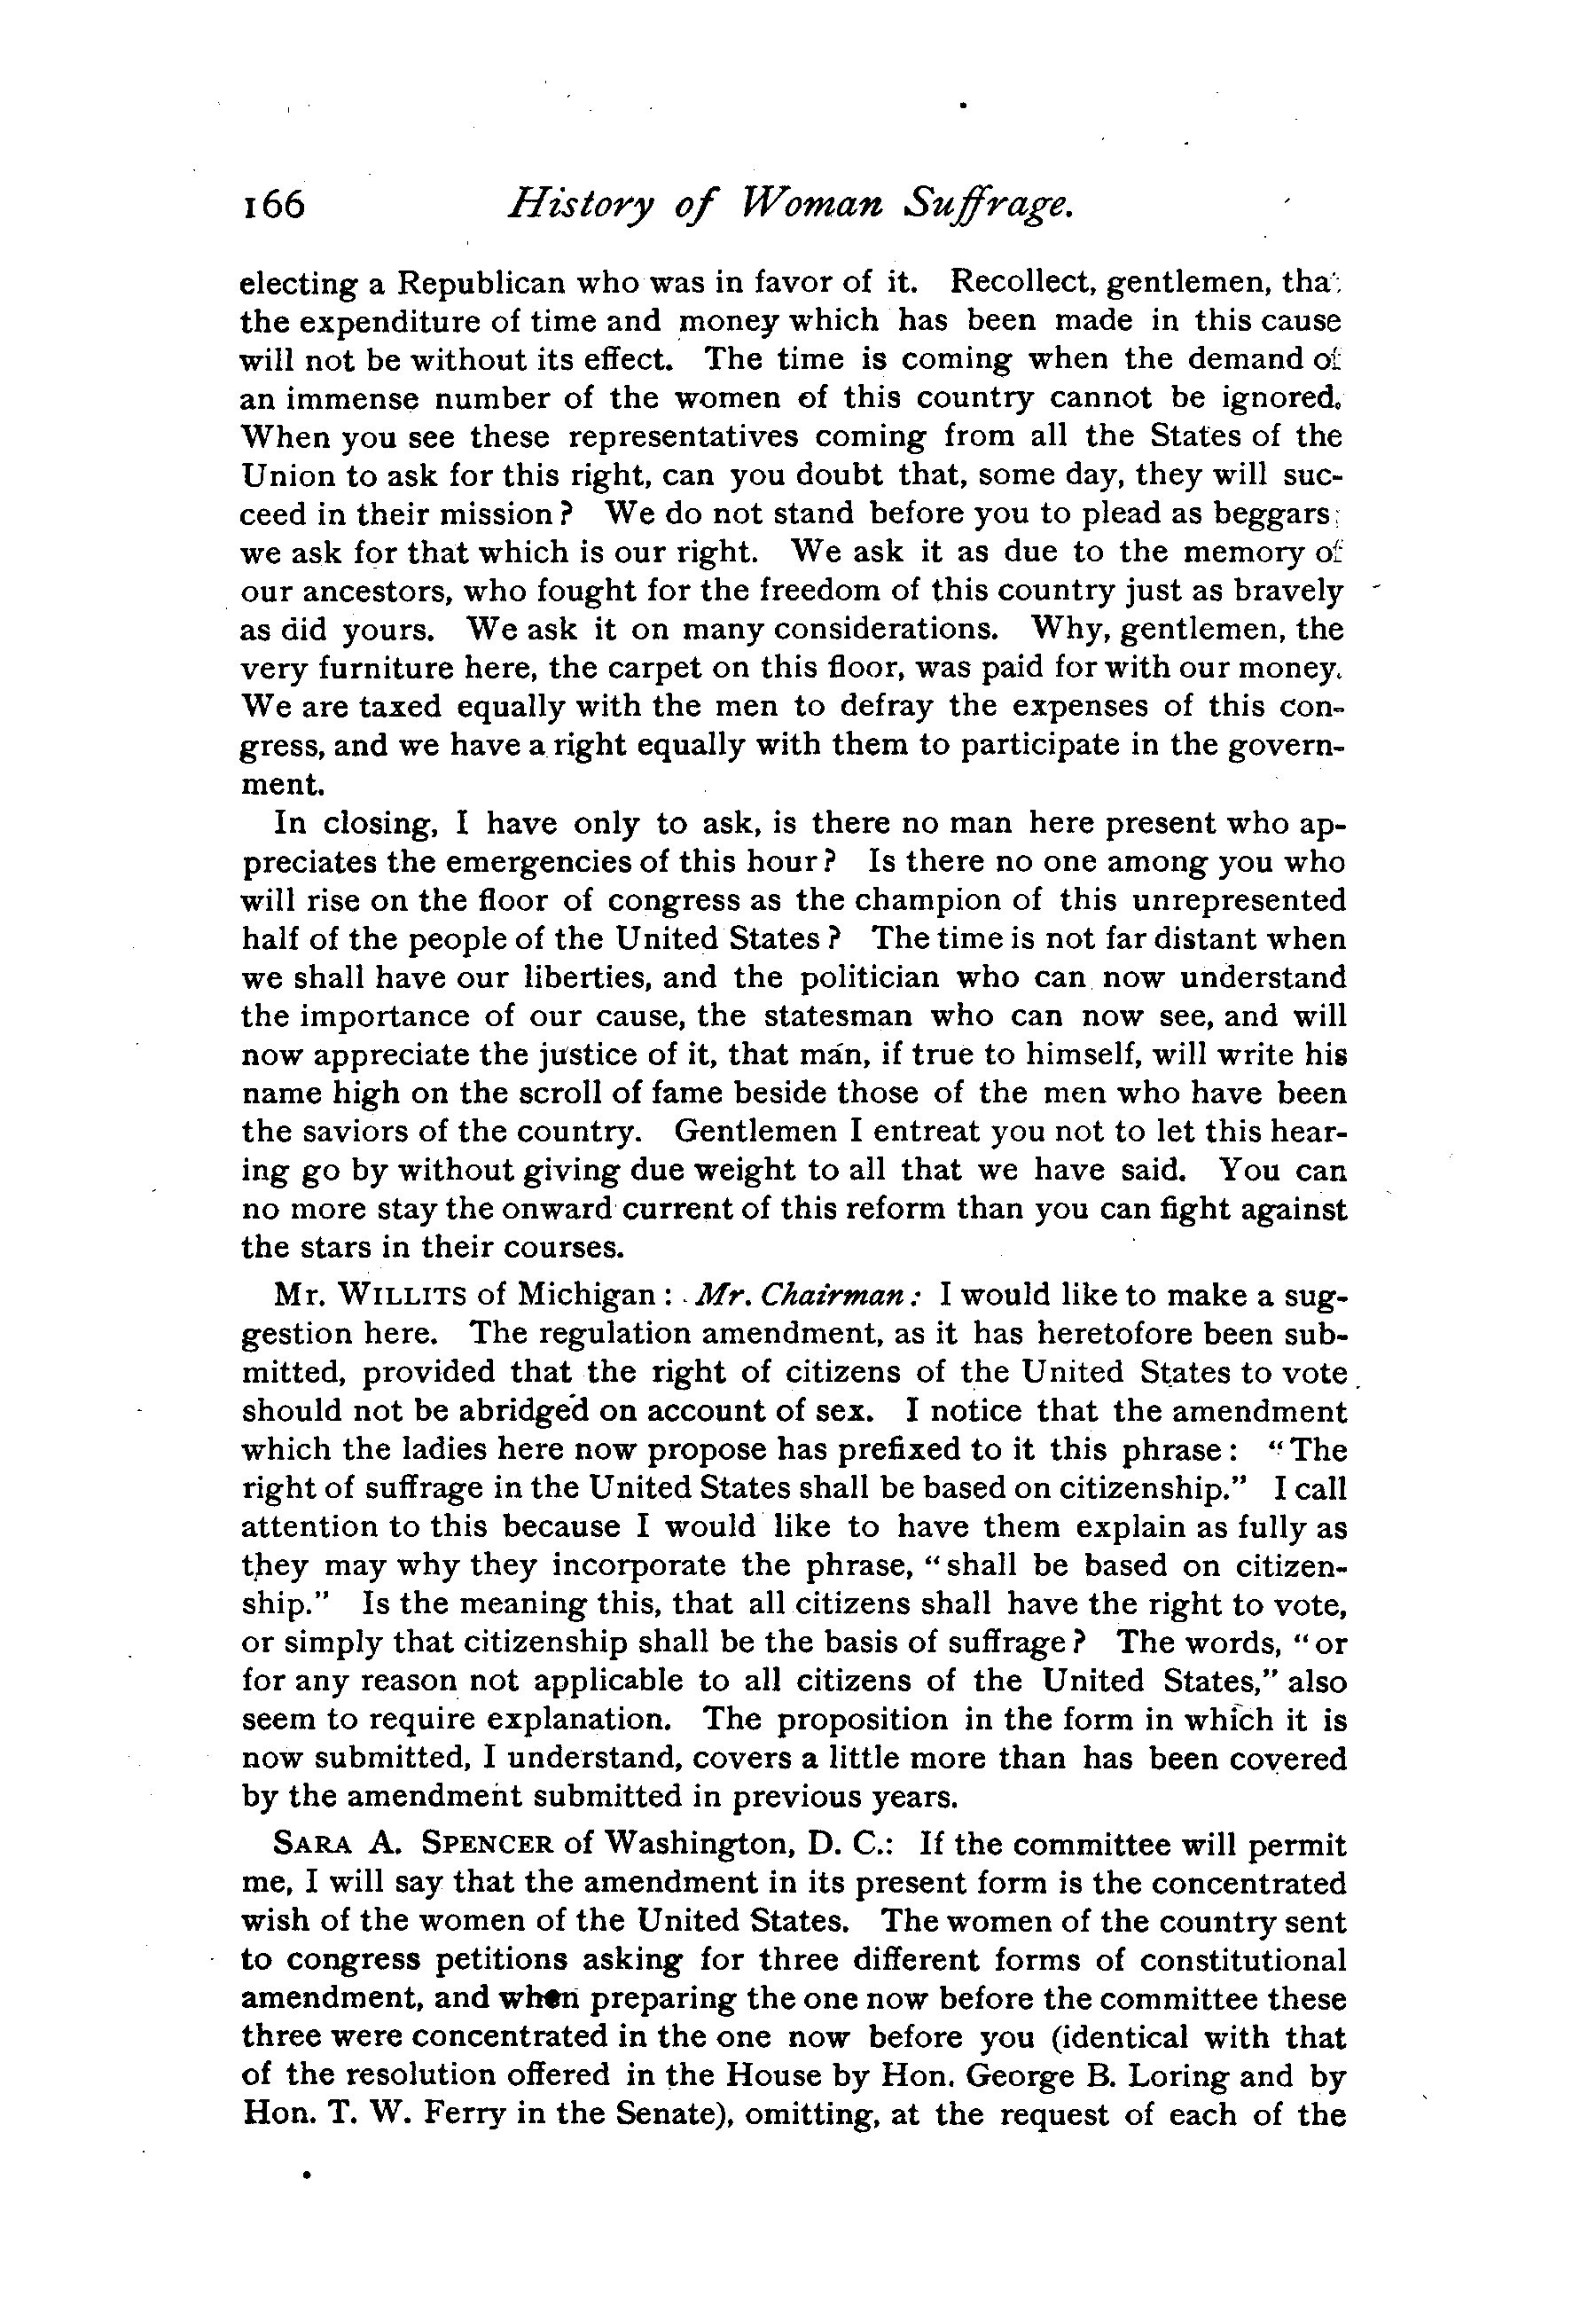 166 History of Woman Suffrage.
electing a Republican who was in favor of it. Recollect, gentlemen, that
the expenditure of time and money which has been made in this cause
will not be without its effect. The time is coming when the demand of
an immense number of the women of this country cannot be ignored.
When you see these representatives coming from all the States of the
Union to ask for this right, can you doubt that, some day, they will suc-
ceed in their mission? We do not stand before you to plead as beggars;
we ask for that which is our right. We ask it as due to the memory of
our ancestors, who fought for the freedom of this country just as bravely
as did yours. We ask it on many considerations. Why, gentlemen, the
very furniture here, the carpet on this floor, was paid for with our money.
We are taxed equally with the men to defray the expenses of this con-
gress, and we have a right equally with them to participate in the govern-
ment.
In closing, I have only to ask, is there no man here present who ap-
preciates the emergencies of this hour? Is there no one among you who
will rise on the floor of congress as the champion of this unrepresented
half of the people of the United States? The time is not far distant when
we shall have our liberties, and the politician who can now understand
the importance of our cause, the statesman who can now see, and will
now appreciate the justice of it, that man, if true to himself, will write his
name high on the scroll of fame beside those of the men who have been
the saviors of the country. Gentlemen I entreat you not to let this hear-
ing go by without giving due weight to all that we have said. You can
no more stay the onward current of this reform than you can fight against
the stars in their courses.
Mr. WILLITS of Michigan: Mr. Chairman: I would like to make a sug-
gestion here. The regulation amendment, as it has heretofore been sub-
mitted, provided that the right of citizens of the United States to vote
should not be abridged on account of sex. I notice that the amendment
which the ladies here now propose has prefixed to it this phrase: "The
right of suffrage in the United States shall be based on citizenship." I call
attention to this because I would like to have them explain as fully as
they may why they incorporate the phrase, "shall be based on citizen-
ship." Is the meaning this, that all citizens shall have the right to vote,
or simply that citizenship shall be the basis of suffrage? The words, "or
for any reason not applicable to all citizens of the United States," also
seem to require explanation. The proposition in the form in which it is
now submitted, I understand, covers a little more than has been covered
by the amendment submitted in previous years.
SARA A. SPENCER of Washington, D. C.: If the committee will permit
me, I will say that the amendment in its present form is the concentrated
wish of the women of the United States. The women of the country sent
to congress petitions asking for three different forms of constitutional
amendment, and when preparing the one now before the committee these
three were concentrated in the one now before you (identical with that
of the resolution offered in the House by Hon. George B. Loring and by
Hon. T. W. Ferry in the Senate), omitting, at the request of each of the